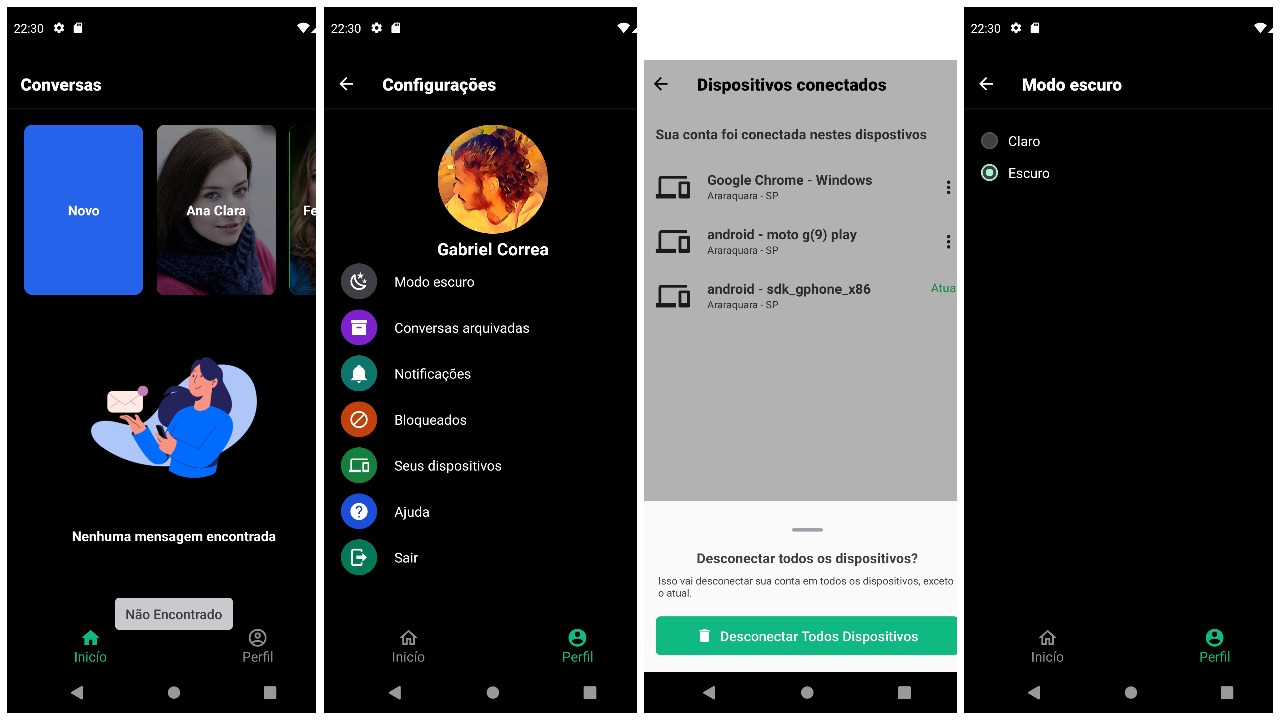 22:30
Conversas
Novo
Ana Clara
Fe
Nenhuma mensagem encontrada
Não Encontrado
Inicío
Perfil
22:30
Configurações
Gabriel Correa
Modo escuro
Conversas arquivadas
Notificações
Bloqueados
Seus dispositivos
Ajuda
Sair
Inicío
Perfil
Dispositivos conectados
Sua conta foi conectada nestes dispostivos
Google Chrome - Windows
Araraquara - SP
android - moto g(9) play
Araraquara - SP
android - sdk_gphone_x86
Araraquara - SP
Atua
Desconectar todos os dispositivos?
Isso vai desconectar sua conta em todos os dispositivos, exceto
o atual.
Desconectar Todos Dispositivos
22:30
Modo escuro
Claro
Escuro
Inicío
Perfil